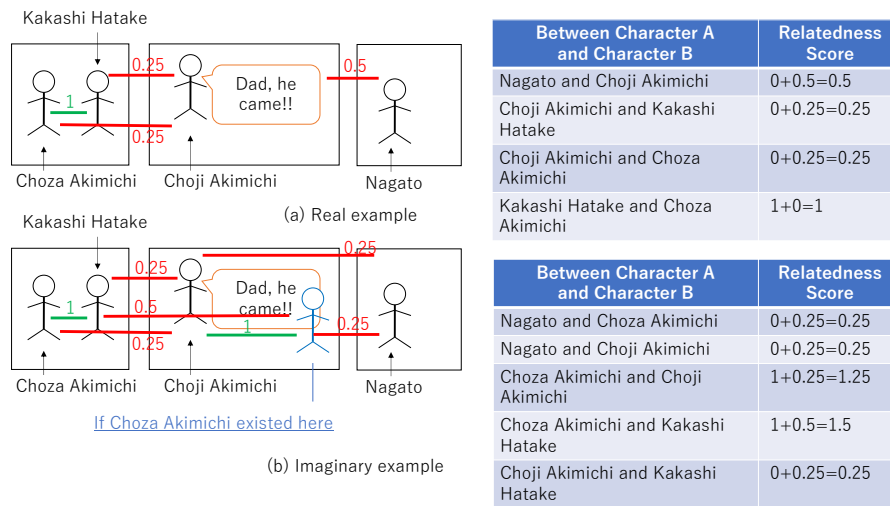 Kakashi Hatake
0.25
0.5
Dad, he
came!!
1
0.25
Choza Akimichi
Choji Akimichi
Nagato
(a) Real example
Kakashi Hatake
0.25
0.25
Dad, he
came!!
1
0.5
0.25
0.25
1
Choza Akimichi
Choji Akimichi
Nagato
If Choza Akimichi existed here
(b) Imaginary example
Between Character A and Character B
Relatedness Score
Nagato and Choji Akimichi
0+0.5=0.5
Choji Akimichi and Kakashi
Hatake
0+0.25=0.25
Choji Akimichi and Choza
Akimichi
0+0.25=0.25
Kakashi Hatake and Choza
Akimichi
1+0=1
Between Character A and Character B
Relatedness Score
Nagato and Choza Akimichi
0+0.25=0.25
Nagato and Choji Akimichi
0+0.25=0.25
Choza Akimichi and Choji
Akimichi
1+0.25=1.25
Choza Akimichi and Kakashi
Hatake
1+0.5=1.5
Choji Akimichi and Kakashi
Hatake
0+0.25=0.25